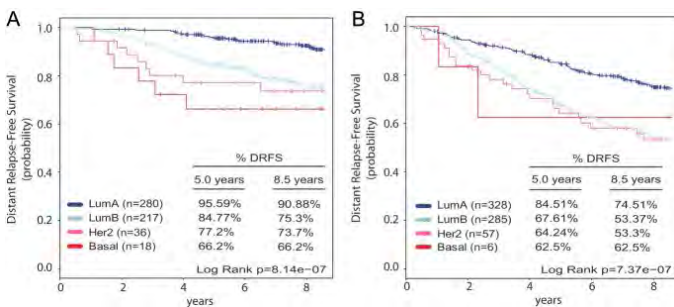 A
Distant Relapse-Free Survival
(probability)
1.0
0.8
0.6
0.4
0.2
0.0
% DRFS
5.0 years 8.5 years
LumA (n=280) 95.59% 90.88%
LumB (n=217) 84.77% 75.3%
Her2 (n=36) 77.2% 73.7%
Basal (n=18) 66.2% 66.2%
Log Rank p=8.14e-07
0 2 4 6 8
years
B
Distant Relapse-Free Survival
(probability)
1.0
0.8
0.6
0.4
0.2
0.0
% DRFS
5.0 years 8.5 years
LumA (n=328) 84.51% 74.51%
LumB (n=285) 67.61% 53.37%
Her2 (n=57) 64.24% 53.3%
Basal (n=6) 62.5% 62.5%
Log Rank p=7.37e-07
0 2 4 6 8
years